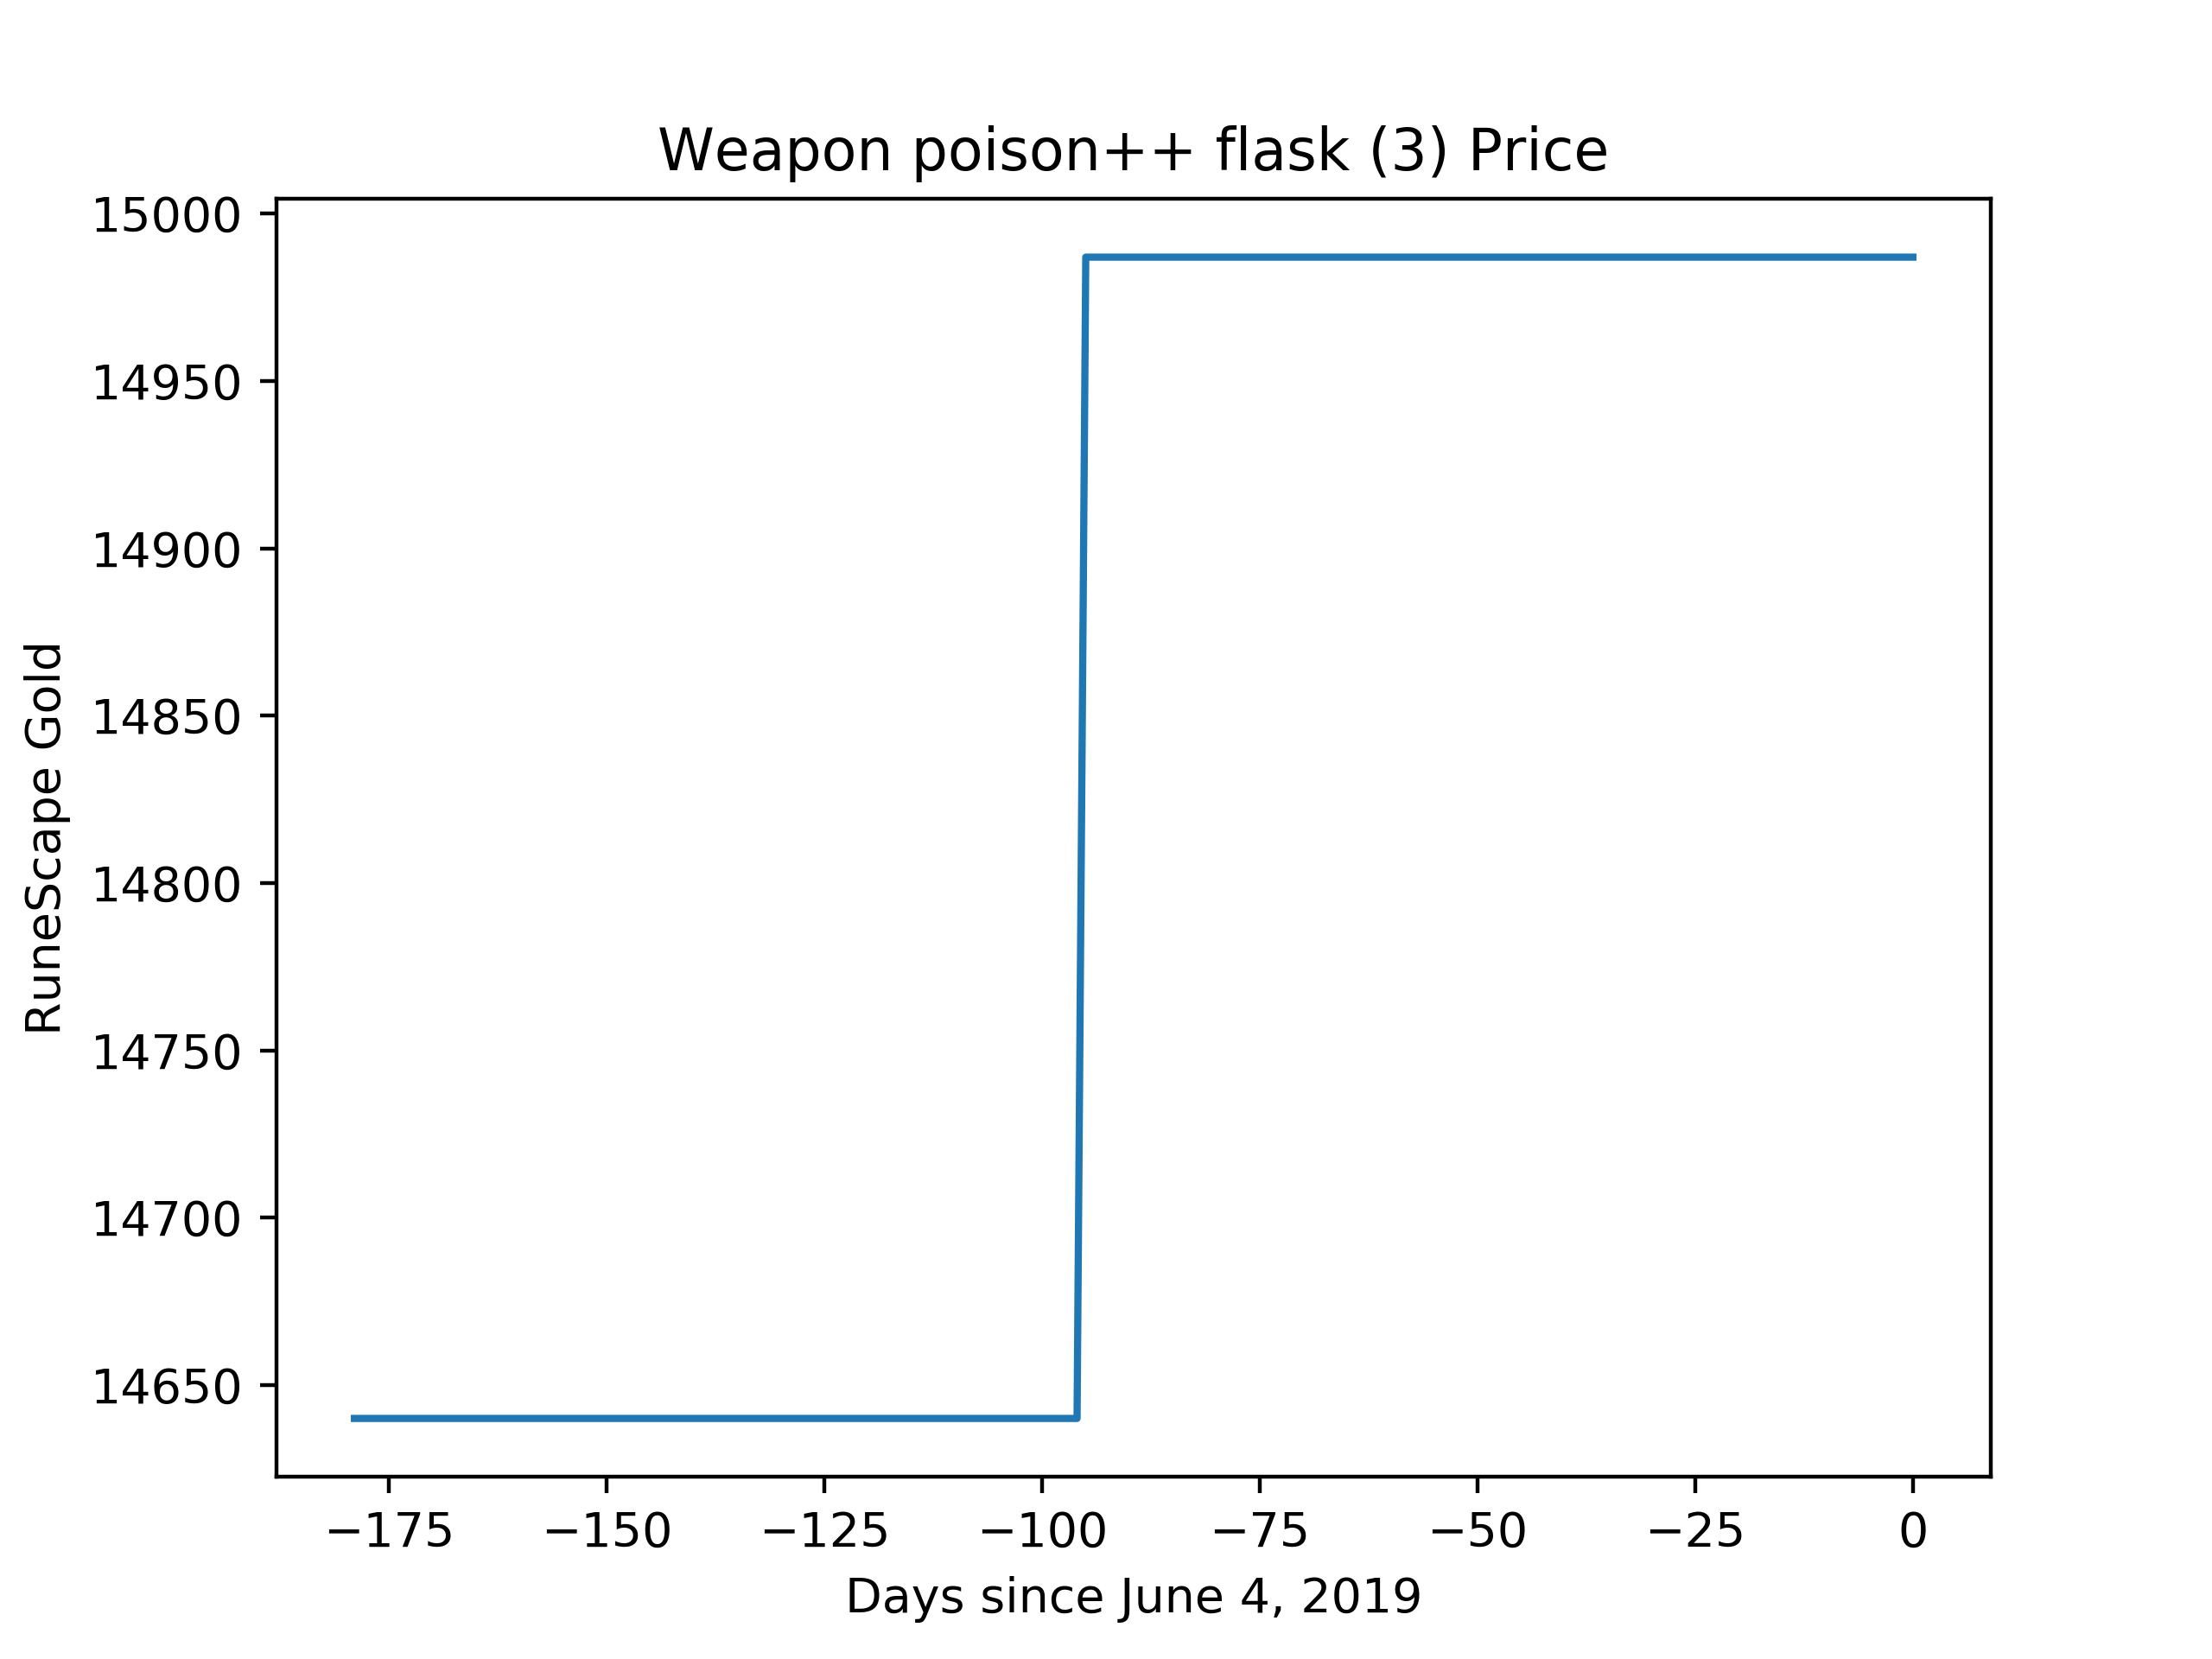 Weapon poison++ flask (3) Price
15000
14950
14900
14850
14800
14750
14700
14650
RuneScape Gold
−175 −150 −125 −100 −75 −50 −25 0
Days since June 4, 2019